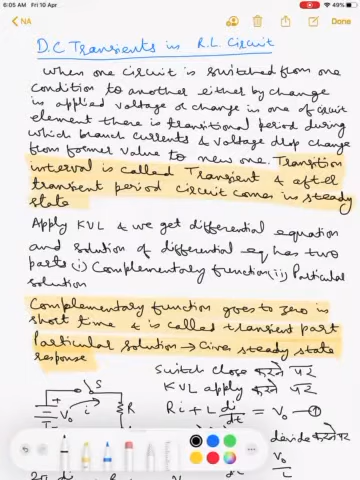 6:05 AM Fri 10 Apr
49%
NA
Done
D.C Transients in R.L. Circuit
When one circuit is switched from one
condition to another either by change
is applied voltage or change in one of circuit
element there is transitional period during
which branch currents & voltage drop change
from former value to new one. Transition
interval is called Transient & after
transient period circuit comes in steady
state
Apply KVL & we get differential equation
and solution of differential eq has two
parts (i) Complementary function (ii) Particular
solution
Complementary function goes to zero in
short time & is called transient part
Particular solution → Gives steady state
response
Switch close करने पर
KVL apply करने पर
S
+
V₀
i
R
Ri + L di/dt = V₀ — ①
divide करने पर
V₀/L